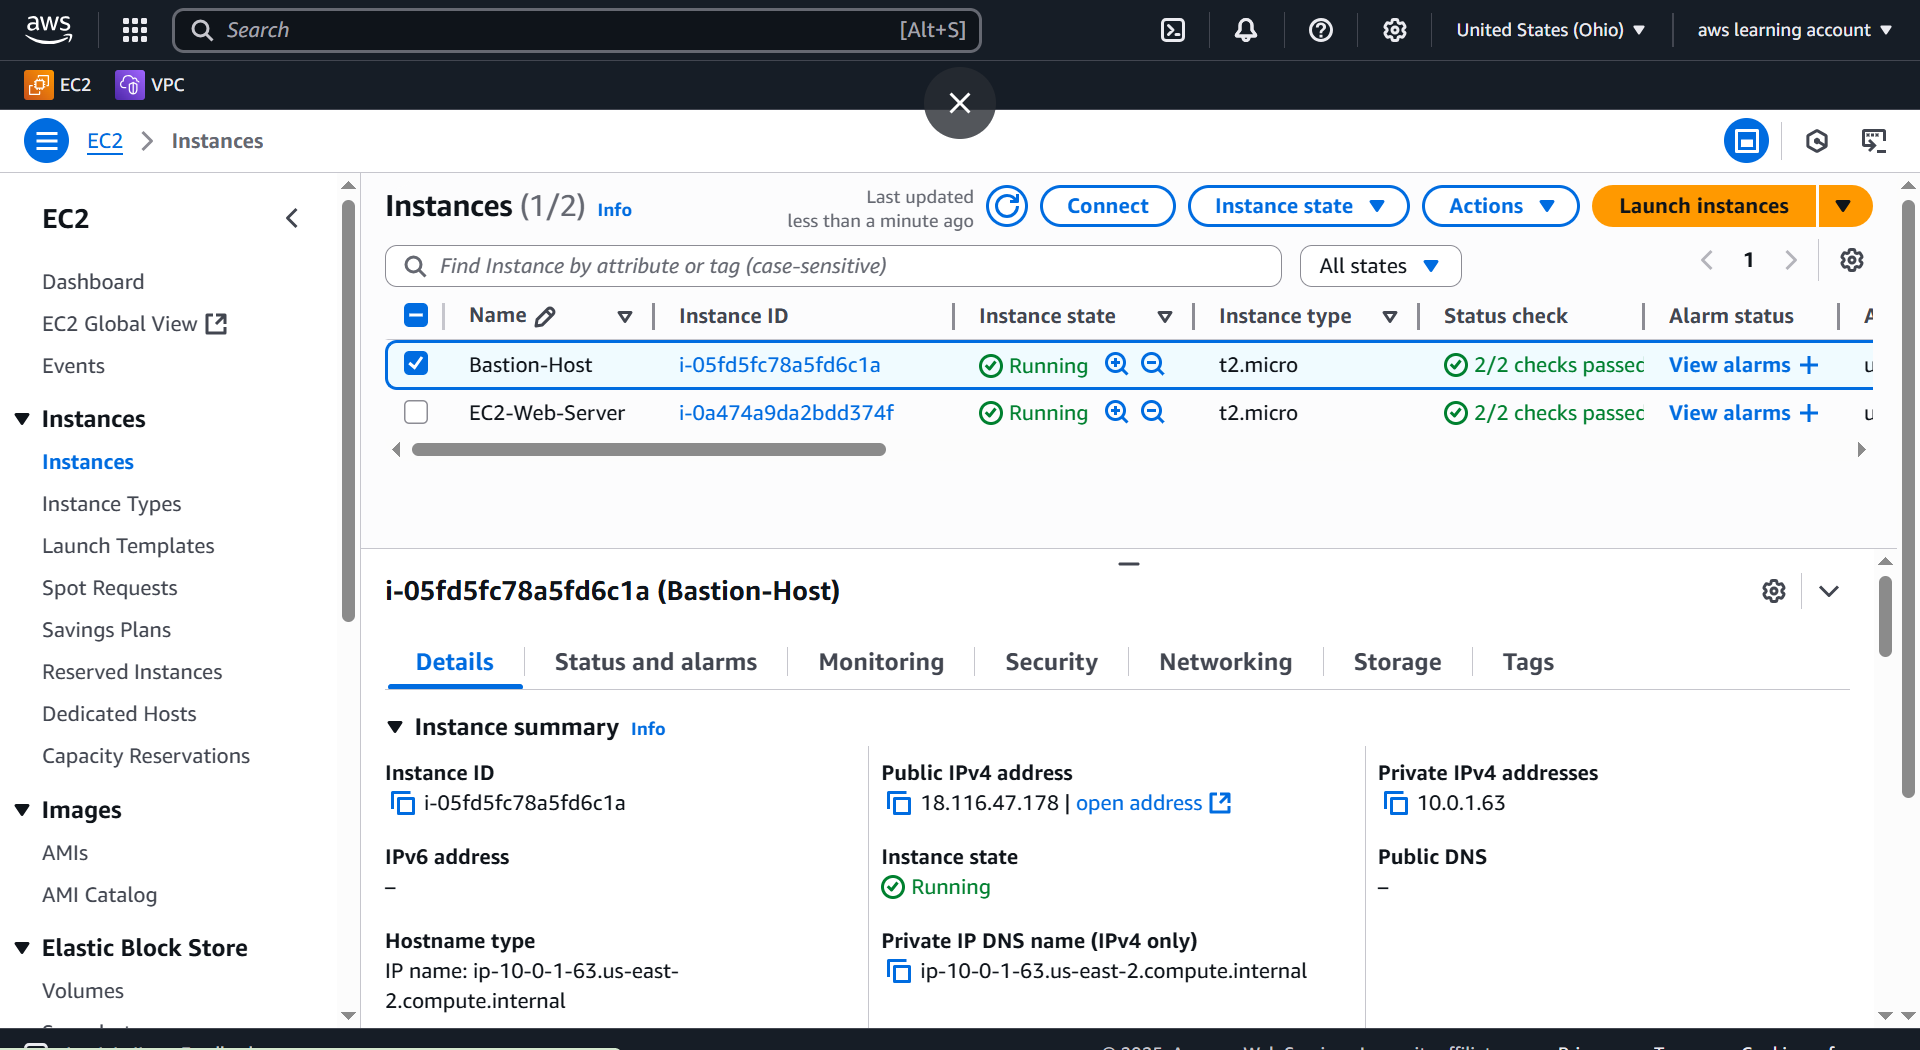 aws
Search [Alt+S]
United States (Ohio)
aws learning account
EC2
VPC
EC2 Instances
EC2
Dashboard
EC2 Global View
Events
Instances
Instances
Instance Types
Launch Templates
Spot Requests
Savings Plans
Reserved Instances
Dedicated Hosts
Capacity Reservations
Images
AMIs
AMI Catalog
Elastic Block Store
Volumes
Instances (1/2) Info
Last updated
less than a minute ago
Connect
Instance state
Actions
Launch instances
Find Instance by attribute or tag (case-sensitive)
All states
1
Name Instance ID Instance state Instance type Status check Alarm status
Bastion-Host i-05fd5fc78a5fd6c1a Running t2.micro 2/2 checks passed View alarms
EC2-Web-Server i-0a474a9da2bdd374f Running t2.micro 2/2 checks passed View alarms
i-05fd5fc78a5fd6c1a (Bastion-Host)
Details Status and alarms Monitoring Security Networking Storage Tags
Instance summary Info
Instance ID
i-05fd5fc78a5fd6c1a
Public IPv4 address
18.116.47.178 | open address
Private IPv4 addresses
10.0.1.63
IPv6 address
–
Instance state
Running
Public DNS
–
Hostname type
IP name: ip-10-0-1-63.us-east-
2.compute.internal
Private IP DNS name (IPv4 only)
ip-10-0-1-63.us-east-2.compute.internal